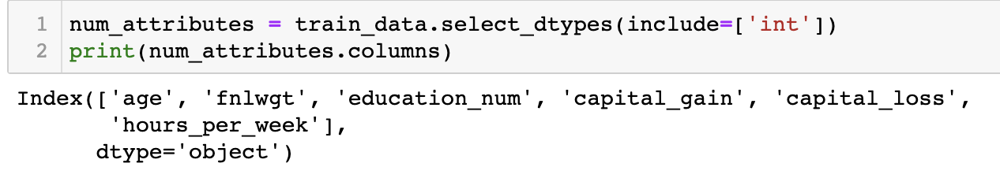 1 num_attributes = train_data.select_dtypes(include=['int'])
2 print(num_attributes.columns)
Index(['age', 'fnlwgt', 'education_num', 'capital_gain', 'capital_loss',
'hours_per_week'],
dtype='object')